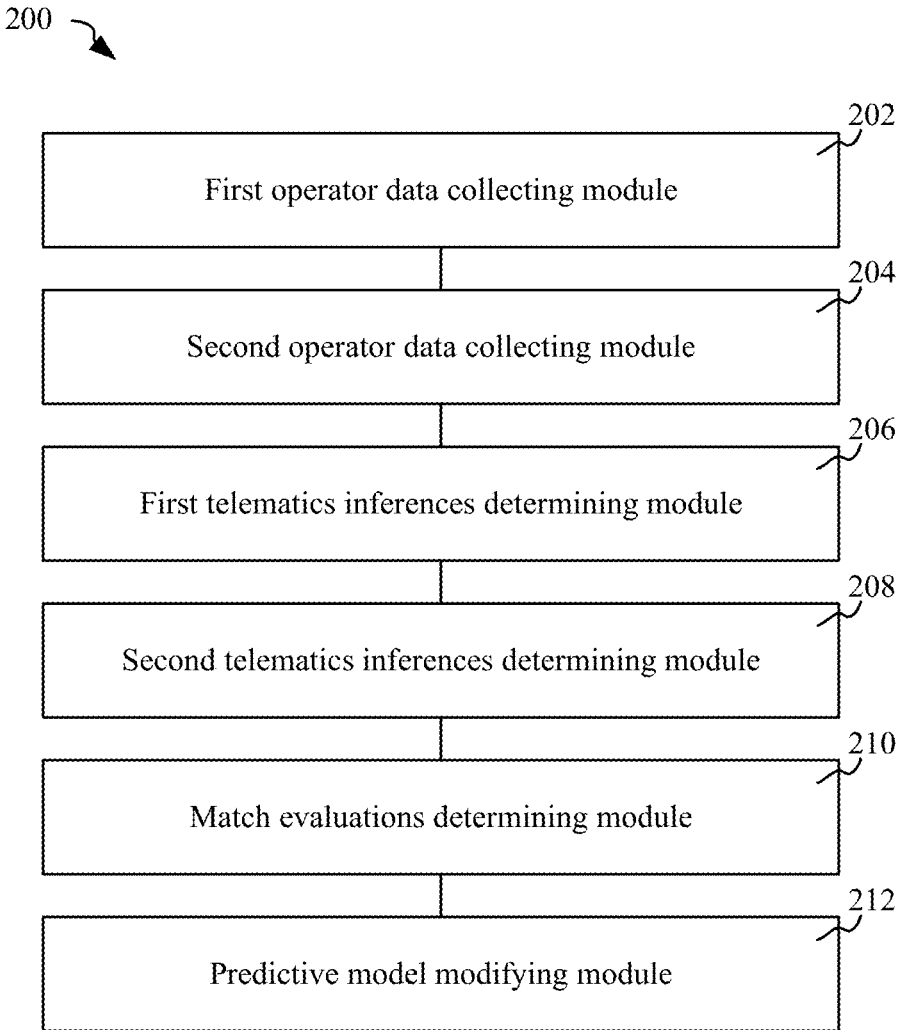 200
202
First operator data collecting module
204
Second operator data collecting module
206
First telematics inferences determining module
208
Second telematics inferences determining module
210
Match evaluations determining module
212
Predictive model modifying module